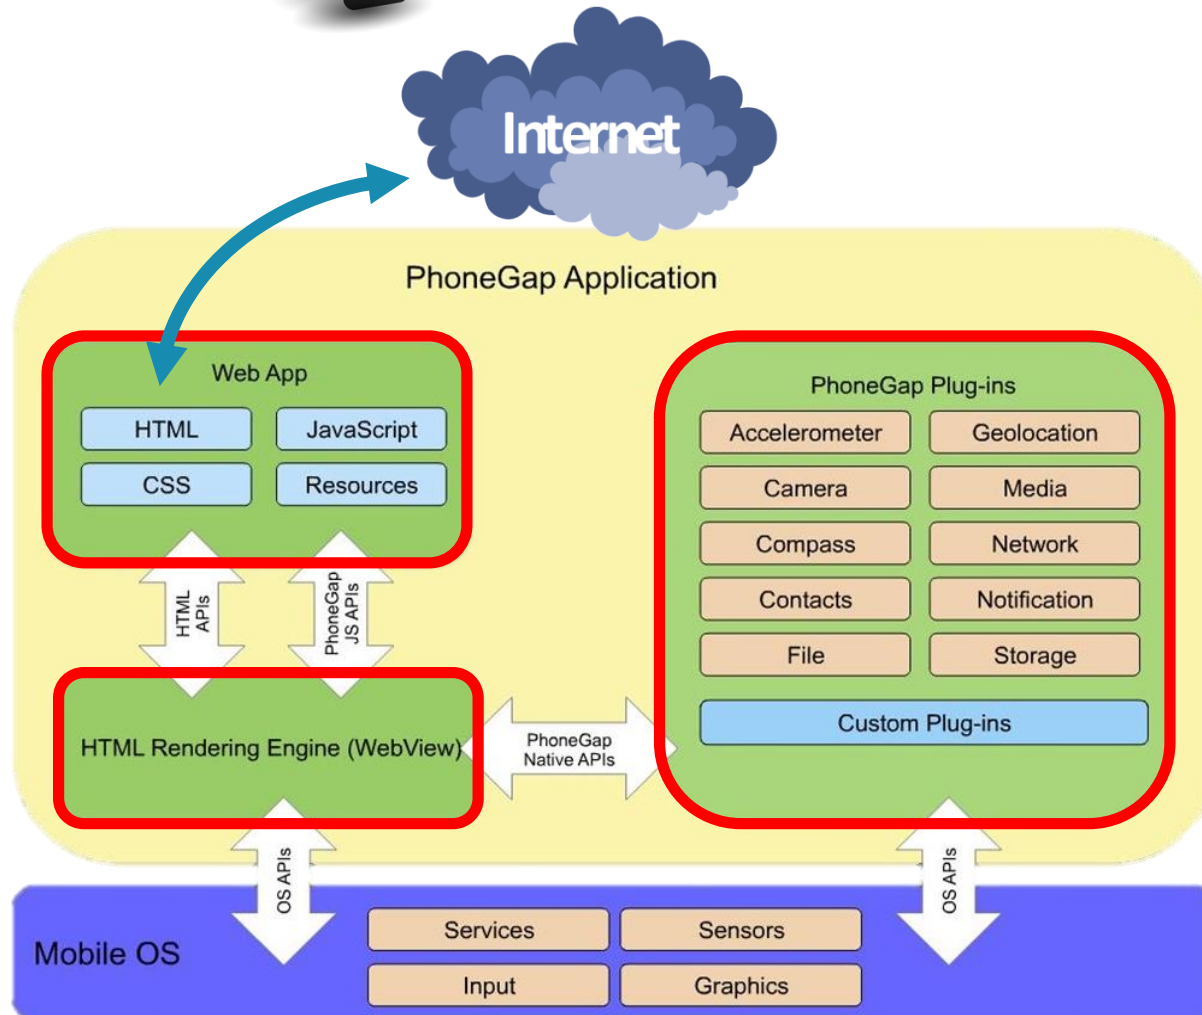 Internet
PhoneGap Application
Web App
HTML
JavaScript
CSS
Resources
HTML
APIs
PhoneGap
JS APIs
HTML Rendering Engine (WebView)
PhoneGap
Native APIs
PhoneGap Plug-ins
Accelerometer
Geolocation
Camera
Media
Compass
Network
Contacts
Notification
File
Storage
Custom Plug-ins
OS APIs
OS APIs
Mobile OS
Services
Sensors
Input
Graphics